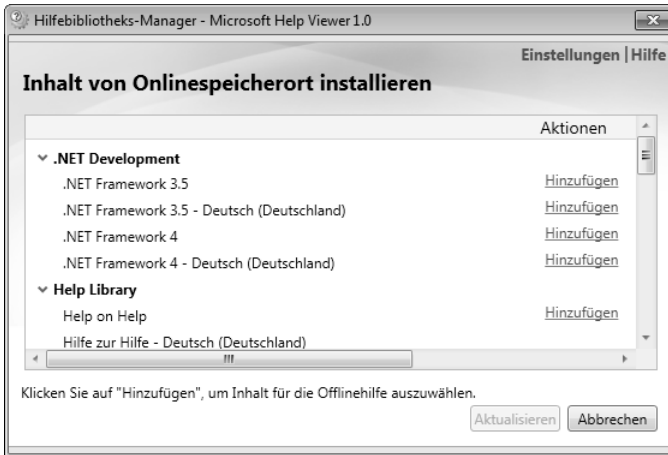 Hilfebibliotheks-Manager - Microsoft Help Viewer 1.0
Einstellungen | Hilfe
Inhalt von Onlinespeicherort installieren
Aktionen
.NET Development
.NET Framework 3.5 Hinzufügen
.NET Framework 3.5 - Deutsch (Deutschland) Hinzufügen
.NET Framework 4 Hinzufügen
.NET Framework 4 - Deutsch (Deutschland) Hinzufügen
Help Library
Help on Help Hinzufügen
Hilfe zur Hilfe - Deutsch (Deutschland)
Klicken Sie auf "Hinzufügen", um Inhalt für die Offlinehilfe auszuwählen.
Aktualisieren Abbrechen